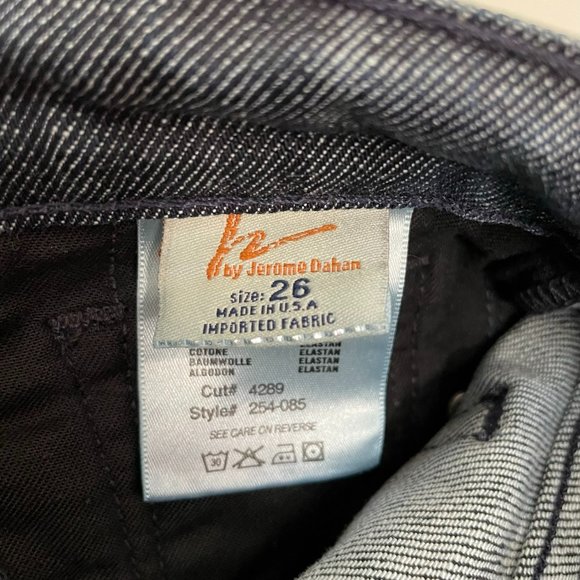 by Jerome Dahan
SIZE: 26
MADE IN U.S.A
IMPORTED FABRIC
ELASTAN
COTONE ELASTAN
BAUMWOLLE ELASTAN
ALGODON ELASTAN
Cut# 4289
Style# 254-085
SEE CARE ON REVERSE
30